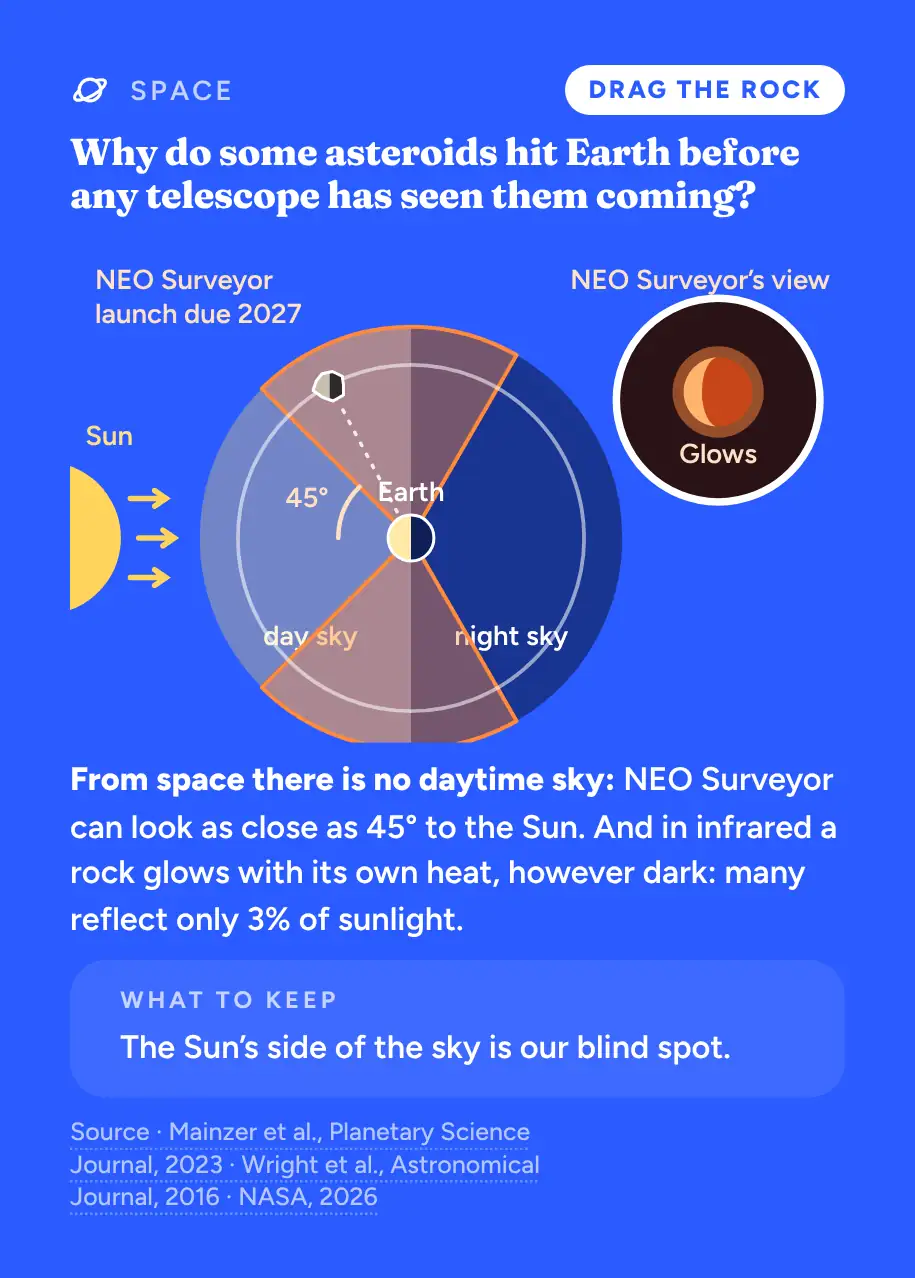 SPACE
DRAG THE ROCK
Why do some asteroids hit Earth before
any telescope has seen them coming?
NEO Surveyor
launch due 2027
NEO Surveyor’s view
Sun
Glows
45°
Earth
day sky
night sky
From space there is no daytime sky: NEO Surveyor
can look as close as 45° to the Sun. And in infrared a
rock glows with its own heat, however dark: many
reflect only 3% of sunlight.
WHAT TO KEEP
The Sun’s side of the sky is our blind spot.
Source · Mainzer et al., Planetary Science
Journal, 2023 · Wright et al., Astronomical
Journal, 2016 · NASA, 2026